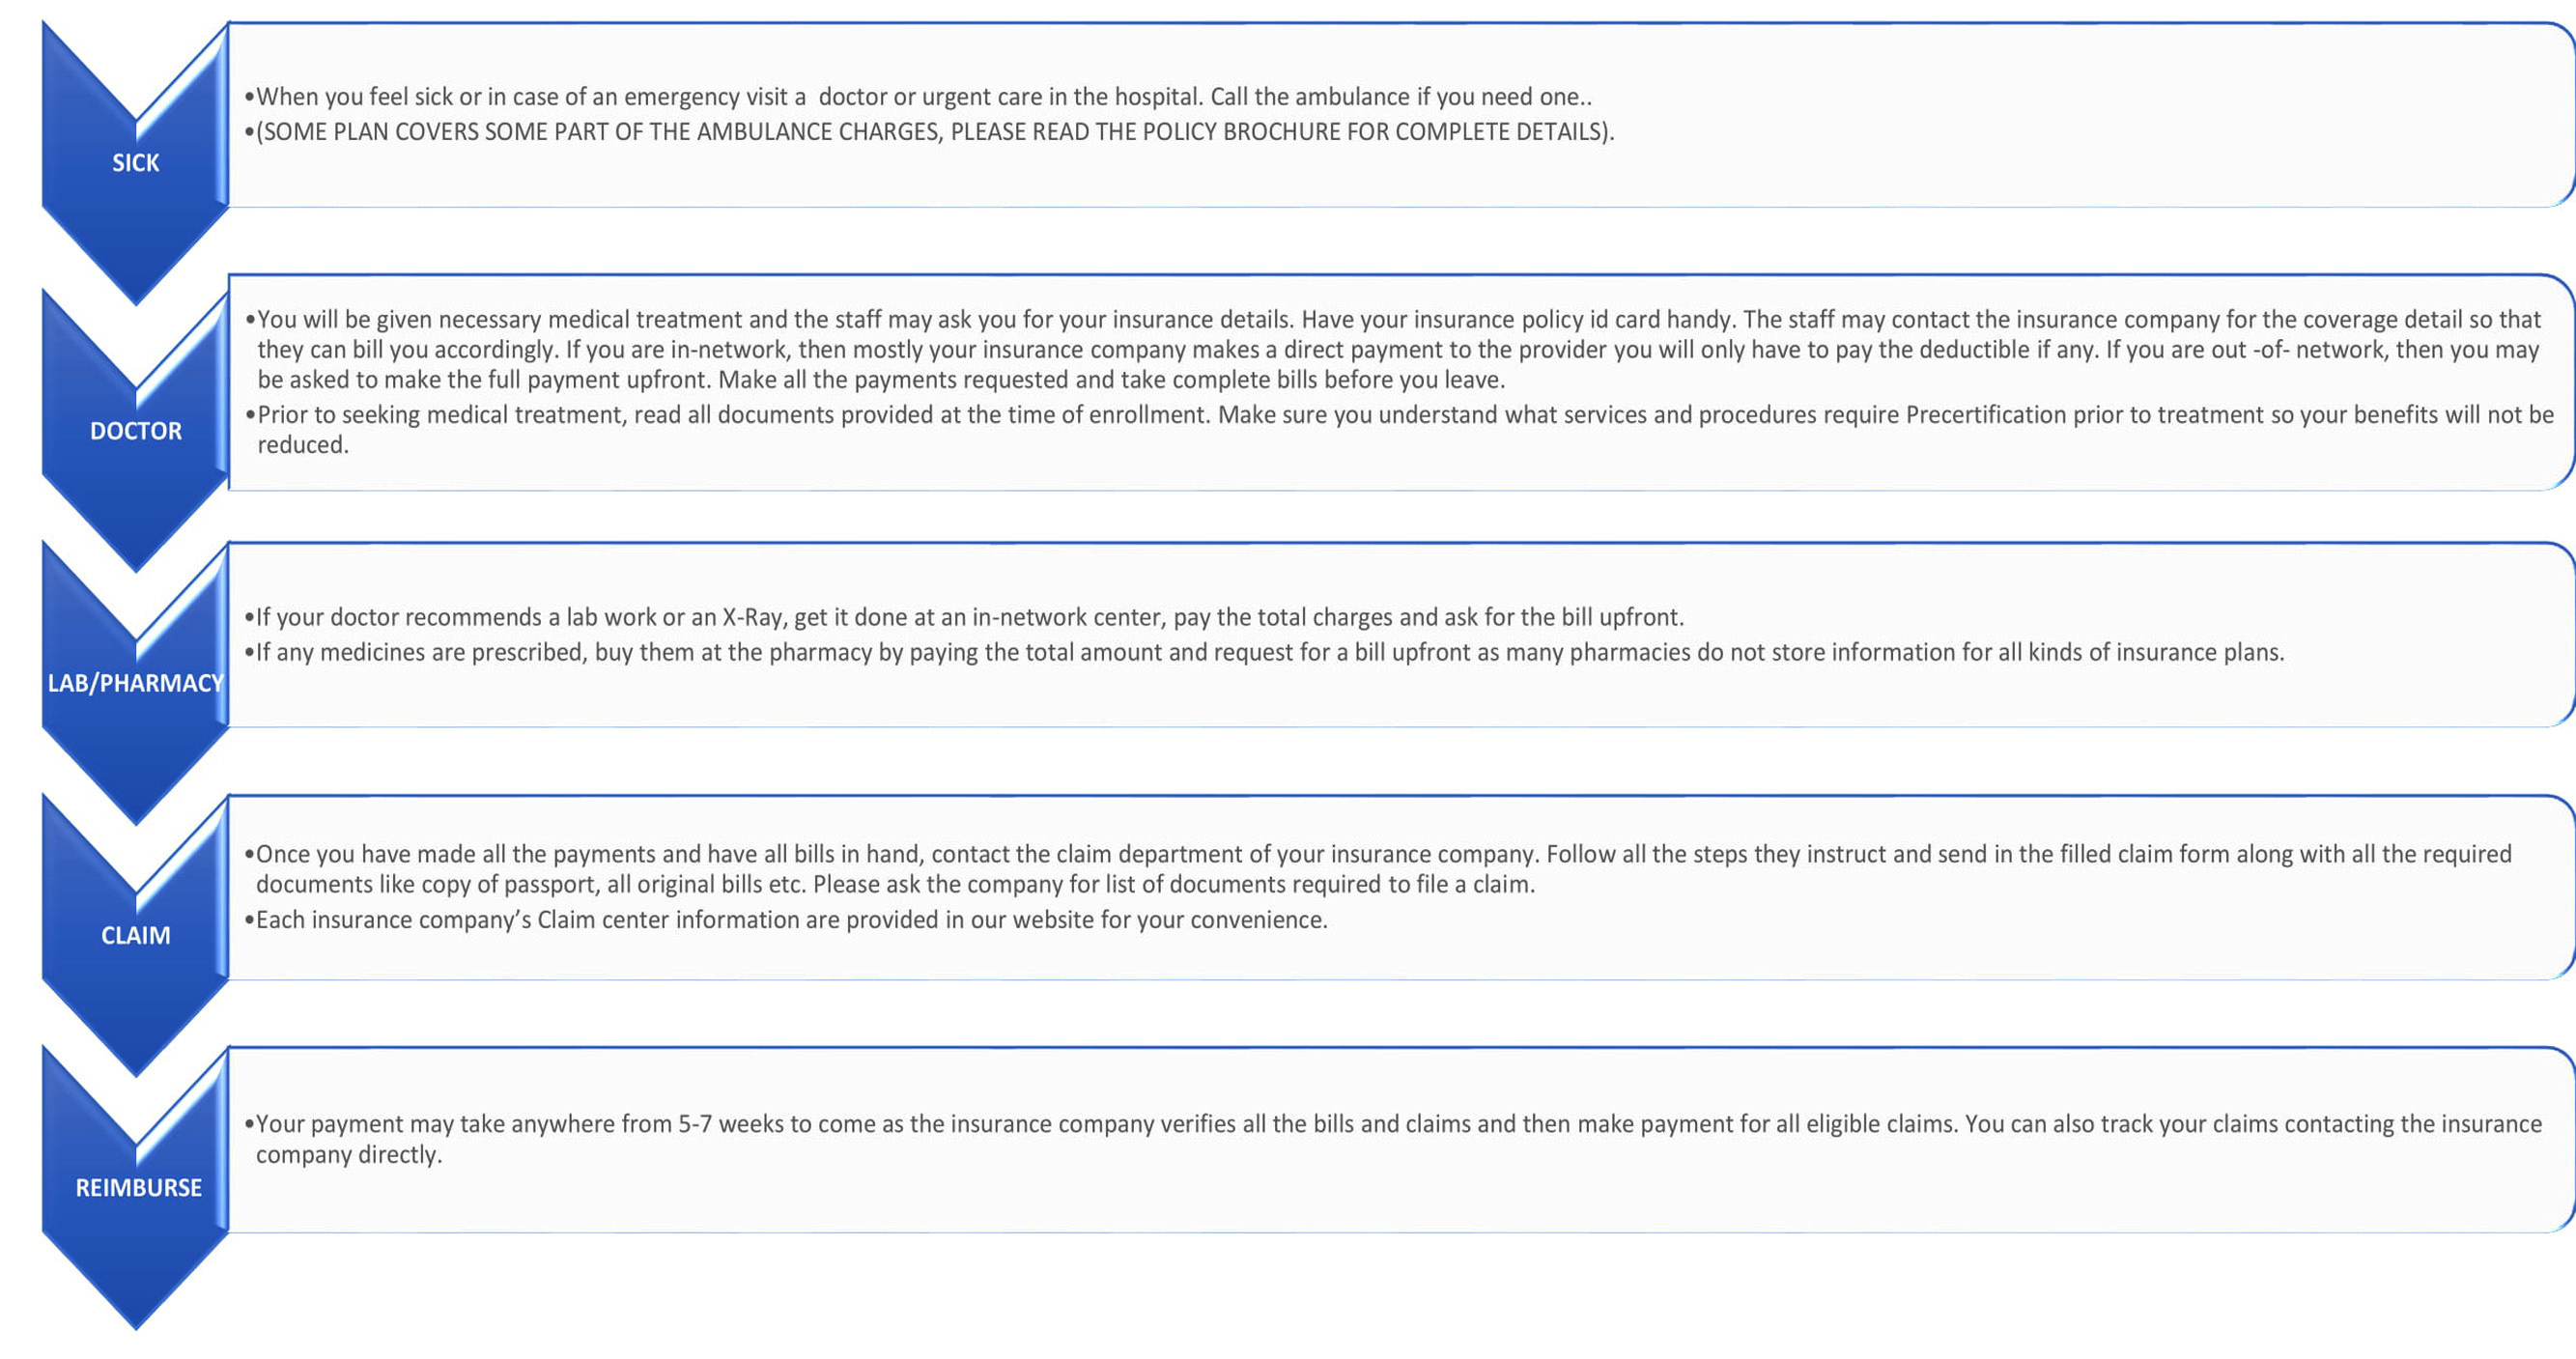 SICK
•When you feel sick or in case of an emergency visit a  doctor or urgent care in the hospital. Call the ambulance if you need one..
•(SOME PLAN COVERS SOME PART OF THE AMBULANCE CHARGES, PLEASE READ THE POLICY BROCHURE FOR COMPLETE DETAILS).
DOCTOR
•You will be given necessary medical treatment and the staff may ask you for your insurance details. Have your insurance policy id card handy. The staff may contact the insurance company for the coverage detail so that
they can bill you accordingly. If you are in-network, then mostly your insurance company makes a direct payment to the provider you will only have to pay the deductible if any. If you are out -of- network, then you may
be asked to make the full payment upfront. Make all the payments requested and take complete bills before you leave.
•Prior to seeking medical treatment, read all documents provided at the time of enrollment. Make sure you understand what services and procedures require Precertification prior to treatment so your benefits will not be
reduced.
LAB/PHARMACY
•If your doctor recommends a lab work or an X-Ray, get it done at an in-network center, pay the total charges and ask for the bill upfront.
•If any medicines are prescribed, buy them at the pharmacy by paying the total amount and request for a bill upfront as many pharmacies do not store information for all kinds of insurance plans.
CLAIM
•Once you have made all the payments and have all bills in hand, contact the claim department of your insurance company. Follow all the steps they instruct and send in the filled claim form along with all the required
documents like copy of passport, all original bills etc. Please ask the company for list of documents required to file a claim.
•Each insurance company’s Claim center information are provided in our website for your convenience.
REIMBURSE
•Your payment may take anywhere from 5-7 weeks to come as the insurance company verifies all the bills and claims and then make payment for all eligible claims. You can also track your claims contacting the insurance
company directly.